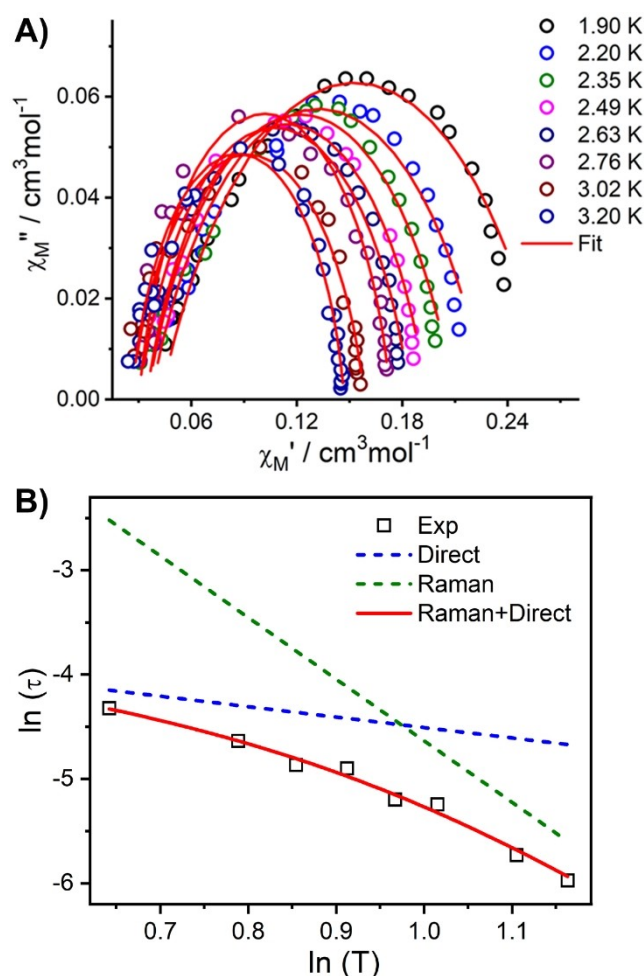 A)
χM'' / cm³mol⁻¹
0.06
0.04
0.02
0.00
0.06
0.12
0.18
0.24
χM' / cm³mol⁻¹
1.90 K
2.20 K
2.35 K
2.49 K
2.63 K
2.76 K
3.02 K
3.20 K
Fit
B)
ln (τ)
-3
-4
-5
-6
0.7
0.8
0.9
1.0
1.1
ln (T)
Exp
Direct
Raman
Raman+Direct